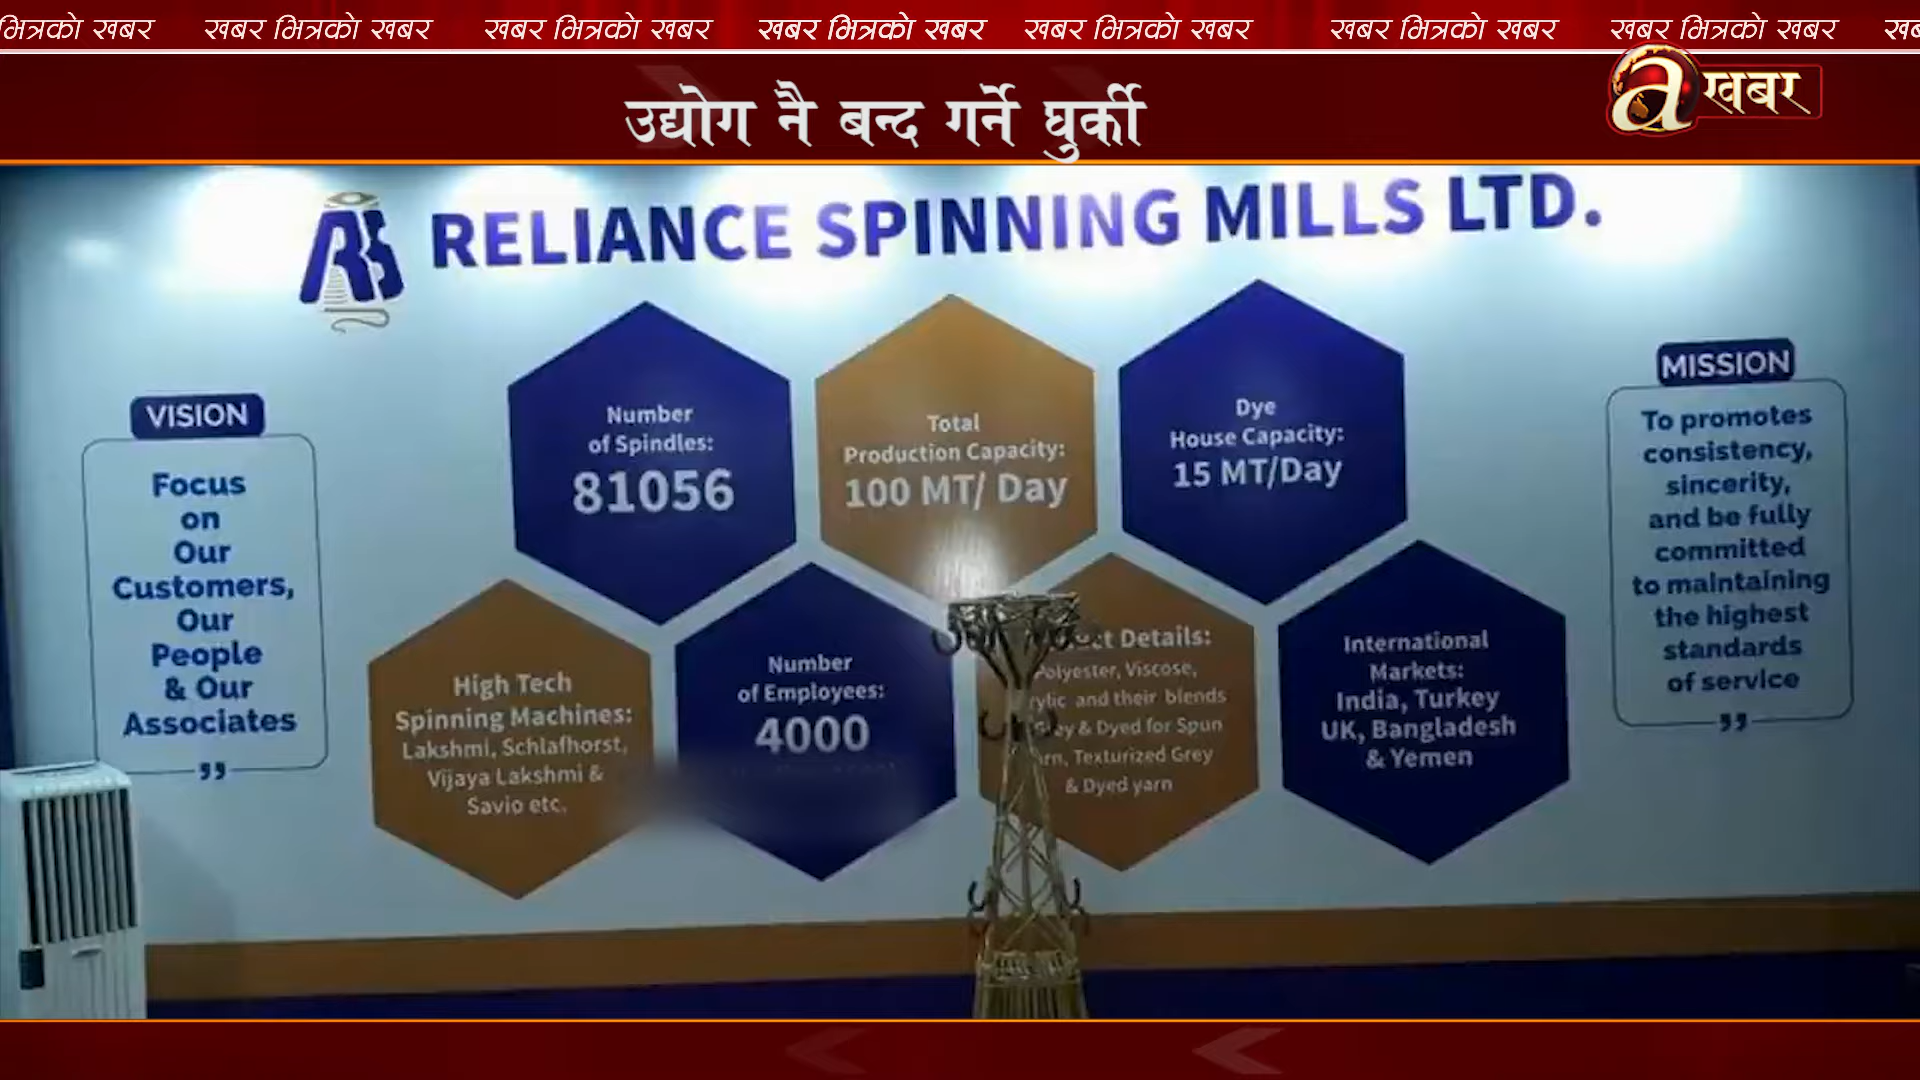 भित्रको खबर खबर भित्रको खबर खबर भित्रको खबर खबर भित्रको खबर खबर भित्रको खबर खबर भित्रको खबर खबर भित्रको खबर
उद्योग नै बन्द गर्ने घुर्की
a खबर
RELIANCE SPINNING MILLS LTD.
VISION
Focus
on
Our
Customers,
Our
People
& Our
Associates
Number
of Spindles:
81056
Total
Production Capacity:
100 MT/ Day
Dye
House Capacity:
15 MT/Day
High Tech
Spinning Machines:
Lakshmi, Schlafhorst,
Vijaya Lakshmi &
Savio etc.
Number
of Employees:
4000
Details:
Polyester, Viscose,
and their blends
& Dyed for Spun
Texturized Grey
& Dyed yarn
International
Markets:
India, Turkey
UK, Bangladesh
& Yemen
MISSION
To promotes
consistency,
sincerity,
and be fully
committed
to maintaining
the highest
standards
of service